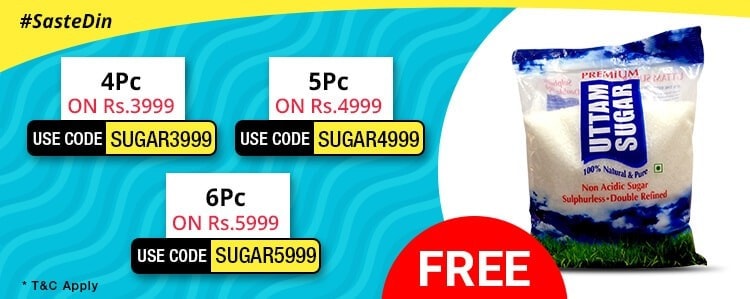 #SasteDin
4Pc
ON Rs.3999
USE CODE SUGAR3999
5Pc
ON Rs.4999
USE CODE SUGAR4999
6Pc
ON Rs.5999
USE CODE SUGAR5999
* T&C Apply
FREE
PREMIUM
UTTAM
SUGAR
100% Natural & Pure
Non Acidic Sugar
Sulphurless•Double Refined